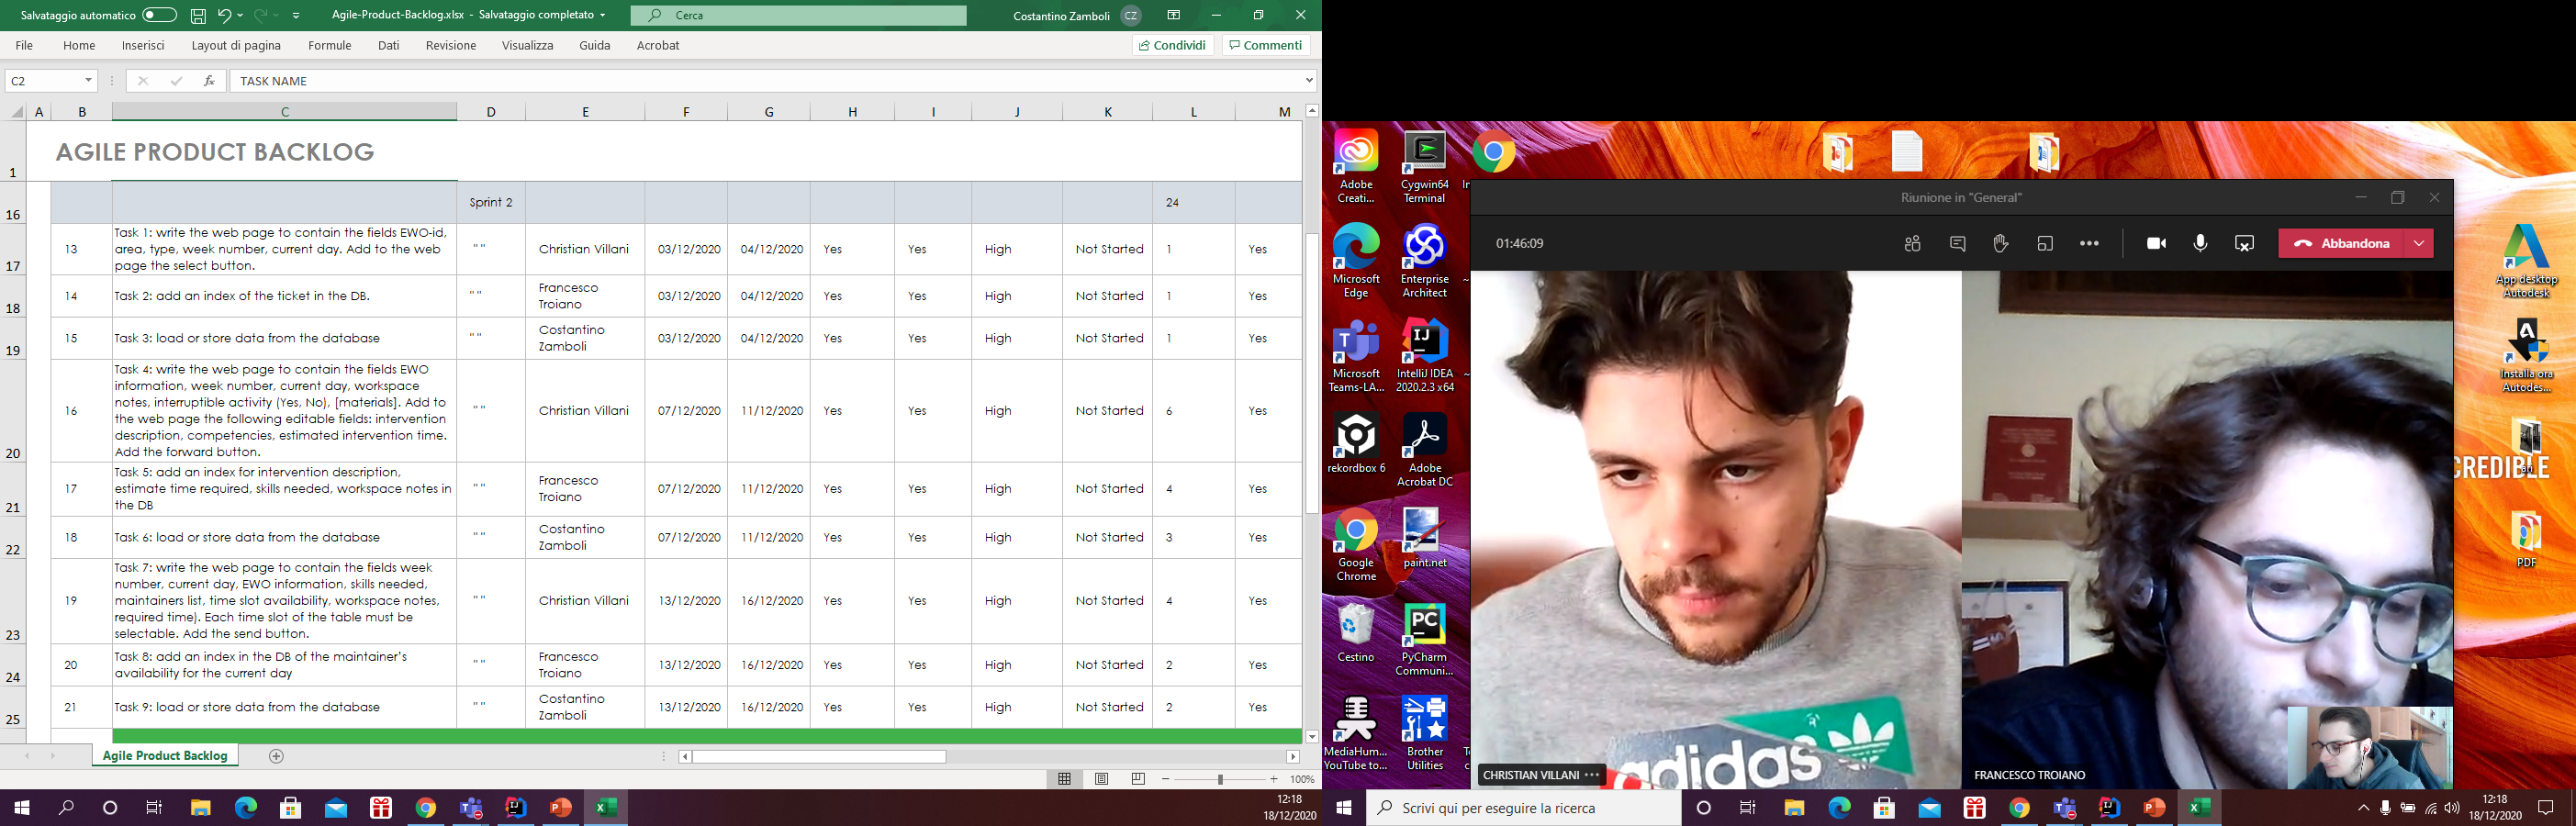 Salvataggio automatico
Agile-Product-Backlog.xlsx - Salvataggio completato
Cerca
Costantino Zamboli
CZ
File Home Inserisci Layout di pagina Formule Dati Revisione Visualizza Guida Acrobat
Condividi
Commenti
C2
fx
TASK NAME
A B C D E F G H I J K L M
1
AGILE PRODUCT BACKLOG
16
Sprint 2
24
17
13
Task 1: write the web page to contain the fields EWO-id,
area, type, week number, current day. Add to the web
page the select button.
" " Christian Villani 03/12/2020 04/12/2020 Yes Yes High Not Started 1 Yes
18
14
Task 2: add an index of the ticket in the DB.
" " Francesco
Troiano
03/12/2020 04/12/2020 Yes Yes High Not Started 1 Yes
19
15
Task 3: load or store data from the database
" " Costantino
Zamboli
03/12/2020 04/12/2020 Yes Yes High Not Started 1 Yes
20
16
Task 4: write the web page to contain the fields EWO
information, week number, current day, workspace
notes, interruptible activity (Yes, No), [materials]. Add to
the web page the following editable fields: intervention
description, competencies, estimated intervention time.
Add the forward button.
" " Christian Villani 07/12/2020 11/12/2020 Yes Yes High Not Started 6 Yes
21
17
Task 5: add an index for intervention description,
estimate time required, skills needed, workspace notes in
the DB
" " Francesco
Troiano
07/12/2020 11/12/2020 Yes Yes High Not Started 4 Yes
22
18
Task 6: load or store data from the database
" " Costantino
Zamboli
07/12/2020 11/12/2020 Yes Yes High Not Started 3 Yes
23
19
Task 7: write the web page to contain the fields week
number, current day, EWO information, skills needed,
maintainers list, time slot availability, workspace notes,
required time). Each time slot of the table must be
selectable. Add the send button.
" " Christian Villani 13/12/2020 16/12/2020 Yes Yes High Not Started 4 Yes
24
20
Task 8: add an index in the DB of the maintainer's
availability for the current day
" " Francesco
Troiano
13/12/2020 16/12/2020 Yes Yes High Not Started 2 Yes
25
21
Task 9: load or store data from the database
" " Costantino
Zamboli
13/12/2020 16/12/2020 Yes Yes High Not Started 2 Yes
Agile Product Backlog
100%
12:18
18/12/2020
Adobe
Creati...
Cygwin64
Terminal
Microsoft
Edge
Enterprise
Architect
Microsoft
Teams-LA...
IntelliJ IDEA
2020.2.3 x64
rekordbox 6
Adobe
Acrobat DC
Google
Chrome
paint.net
Cestino
PyCharm
Communi...
MediaHum...
YouTube to...
Brother
Utilities
Riunione in "General"
01:46:09
Abbandona
adidas
CHRISTIAN VILLANI
FRANCESCO TROIANO
App desktop
Autodesk
Installa ora
Autodes...
CREDIBLE
PDF
Scrivi qui per eseguire la ricerca
12:18
18/12/2020